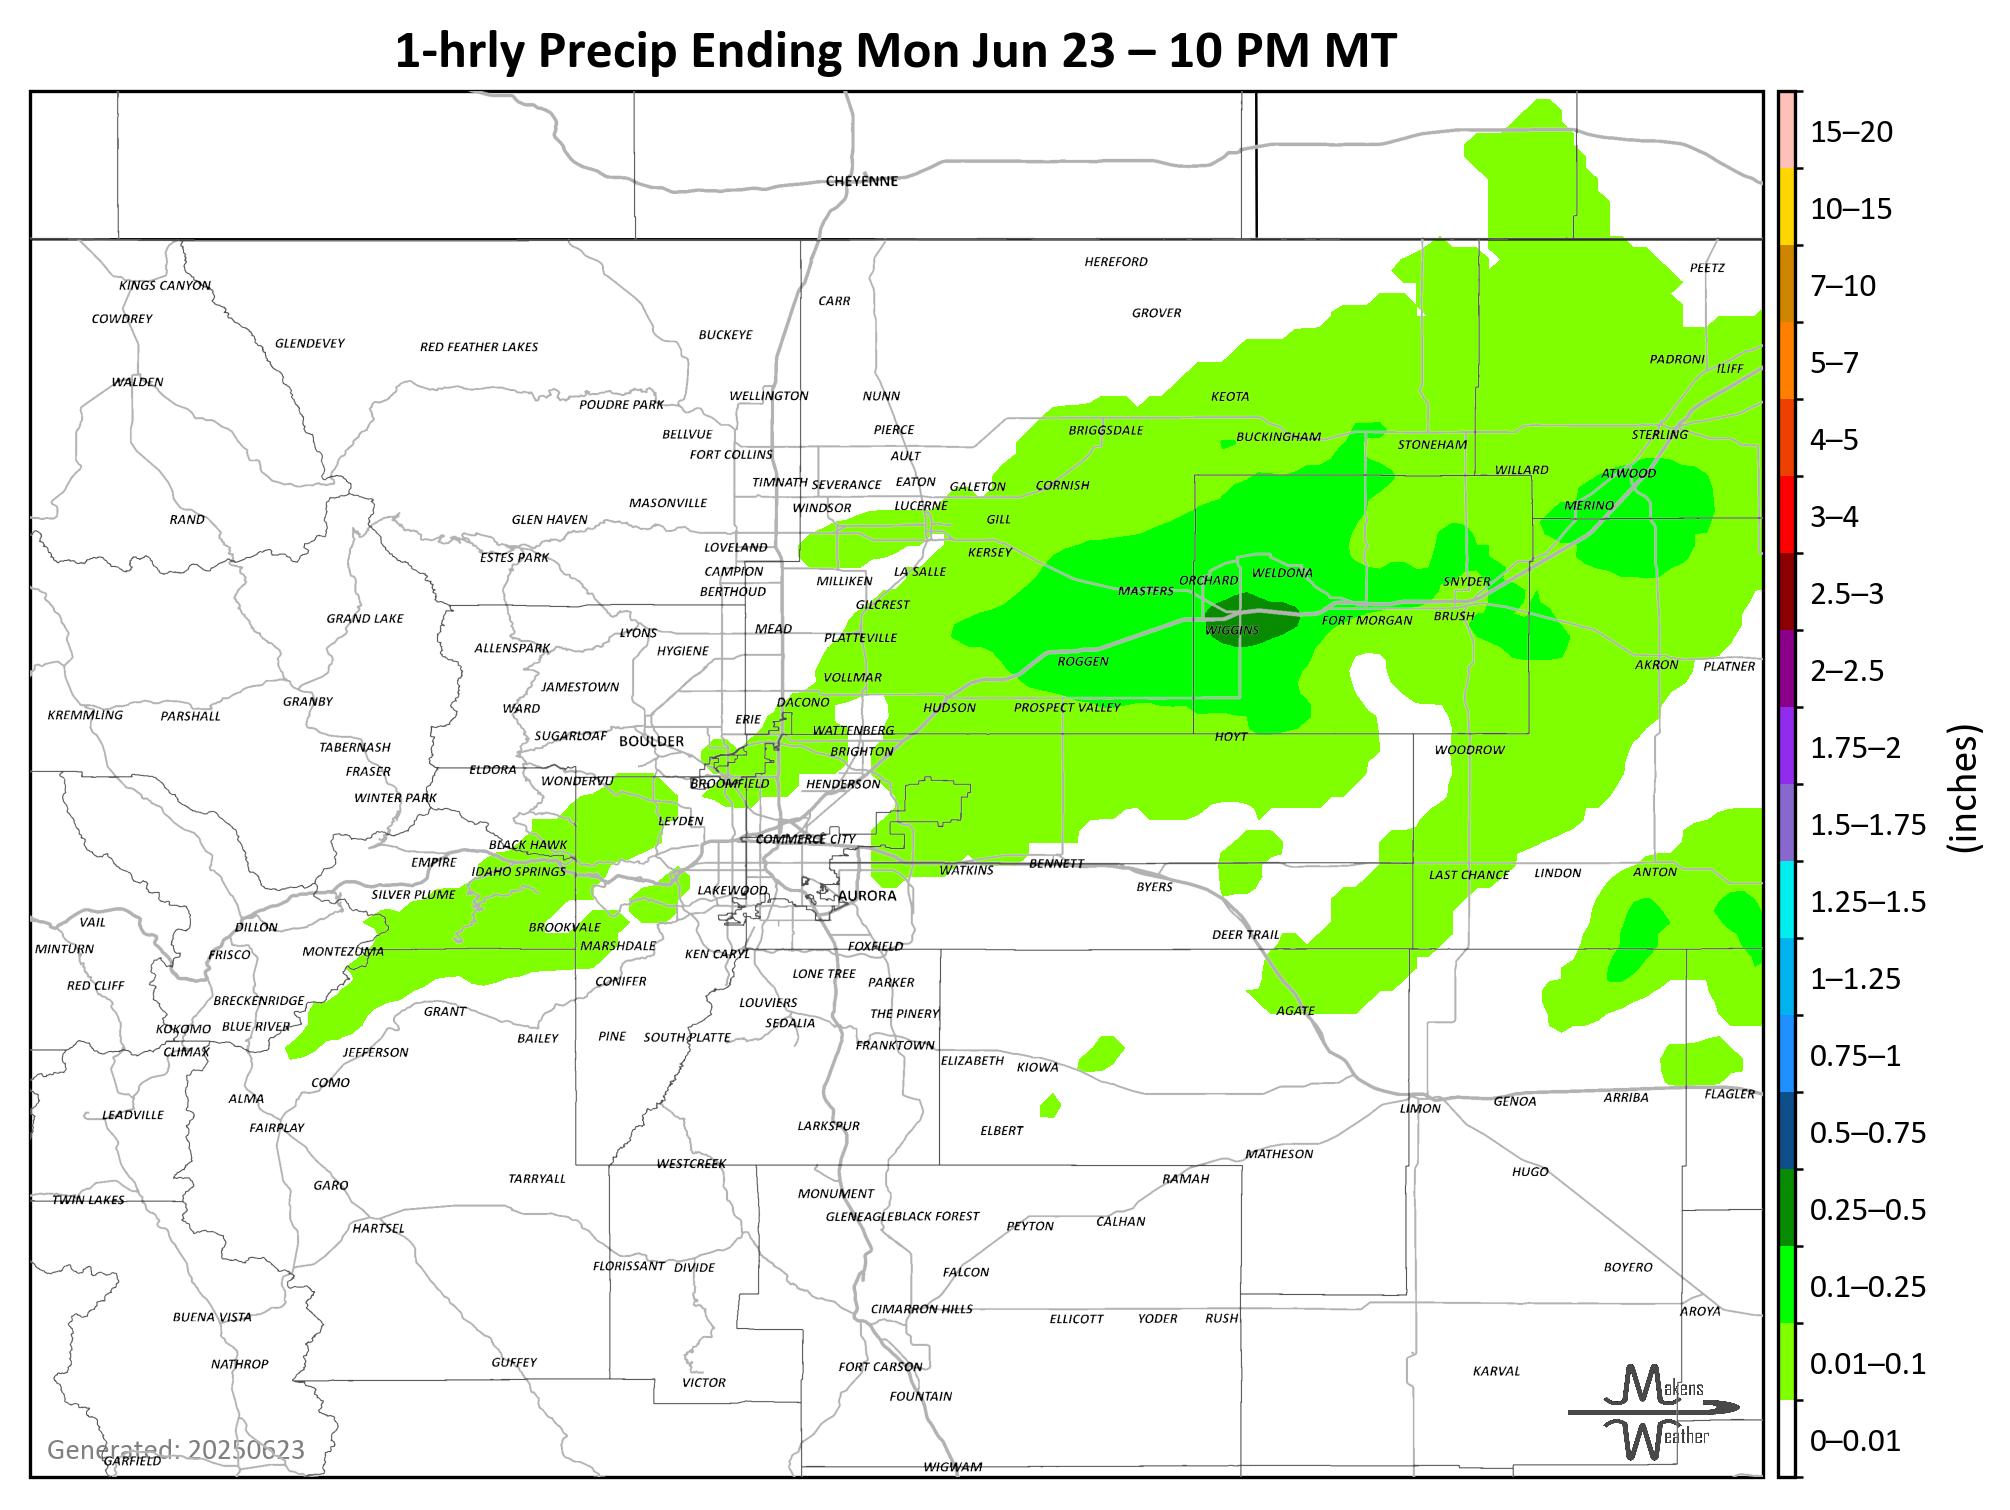 1-hrly Precip Ending Mon Jun 23 – 10 PM MT
15–20
CHEYENNE
10–15
HEREFORD
PEETZ
KINGS CANYON
7–10
CARR
COWDREY
GROVER
BUCKEYE
GLENDEVEY
RED FEATHER LAKES
PADRONI
5–7
ILIFF
WALDEN
WELLINGTON
NUNN
KEOTA
POUDRE PARK
PIERCE
BRIGGSDALE
BELLVUE
BUCKINGHAM
STERLING
4–5
STONEHAM
FORT COLLINS
AULT
WILLARD
ATWOOD
TIMNATH
SEVERANCE
EATON
GALETON
CORNISH
MASONVILLE
WINDSOR
LUCERNE
MERINO
3–4
RAND
GLEN HAVEN
GILL
LOVELAND
KERSEY
ESTES PARK
CAMPION
LA SALLE
MILLIKEN
ORCHARD
WELDONA
SNYDER
BERTHOUD
MASTERS
2.5–3
GILCREST
GRAND LAKE
FORT MORGAN
BRUSH
LYONS
MEAD
PLATTEVILLE
WIGGINS
ALLENSPARK
HYGIENE
ROGGEN
AKRON
PLATNER
2–2.5
VOLLMAR
JAMESTOWN
GRANBY
DACONO
WARD
HUDSON
PROSPECT VALLEY
KREMMLING
PARSHALL
ERIE
WATTENBERG
SUGARLOAF
BOULDER
HOYT
TABERNASH
BRIGHTON
WOODROW
1.75–2
FRASER
ELDORA
WONDERVU
BROOMFIELD
HENDERSON
WINTER PARK
LEYDEN
1.5–1.75
BLACK HAWK
COMMERCE CITY
(inches)
EMPIRE
IDAHO SPRINGS
WATKINS
BENNETT
LAST CHANCE
LINDON
ANTON
SILVER PLUME
LAKEWOOD
AURORA
BYERS
1.25–1.5
VAIL
DILLON
BROOKVALE
DEER TRAIL
MINTURN
FRISCO
MONTEZUMA
MARSHDALE
KEN CARYL
FOXFIELD
LONE TREE
1–1.25
RED CLIFF
CONIFER
PARKER
BRECKENRIDGE
LOUVIERS
GRANT
THE PINERY
AGATE
KOKOMO
BLUE RIVER
SEDALIA
BAILEY
PINE
SOUTH PLATTE
CLIMAX
JEFFERSON
FRANKTOWN
ELIZABETH
KIOWA
0.75–1
COMO
ALMA
GENOA
ARRIBA
FLAGLER
LEADVILLE
LIMON
FAIRPLAY
LARKSPUR
ELBERT
0.5–0.75
WESTCREEK
MATHESON
HUGO
GARO
TARRYALL
RAMAH
TWIN LAKES
MONUMENT
0.25–0.5
HARTSEL
GLENEAGLE
BLACK FOREST
PEYTON
CALHAN
FLORISSANT
DIVIDE
FALCON
BOYERO
0.1–0.25
BUENA VISTA
CIMARRON HILLS
ELLICOTT
YODER
RUSH
AROYA
NATHROP
GUFFEY
FORT CARSON
KARVAL
0.01–0.1
VICTOR
FOUNTAIN
Makens
Weather
Generated: 20250623
0–0.01
GARFIELD
WIGWAM